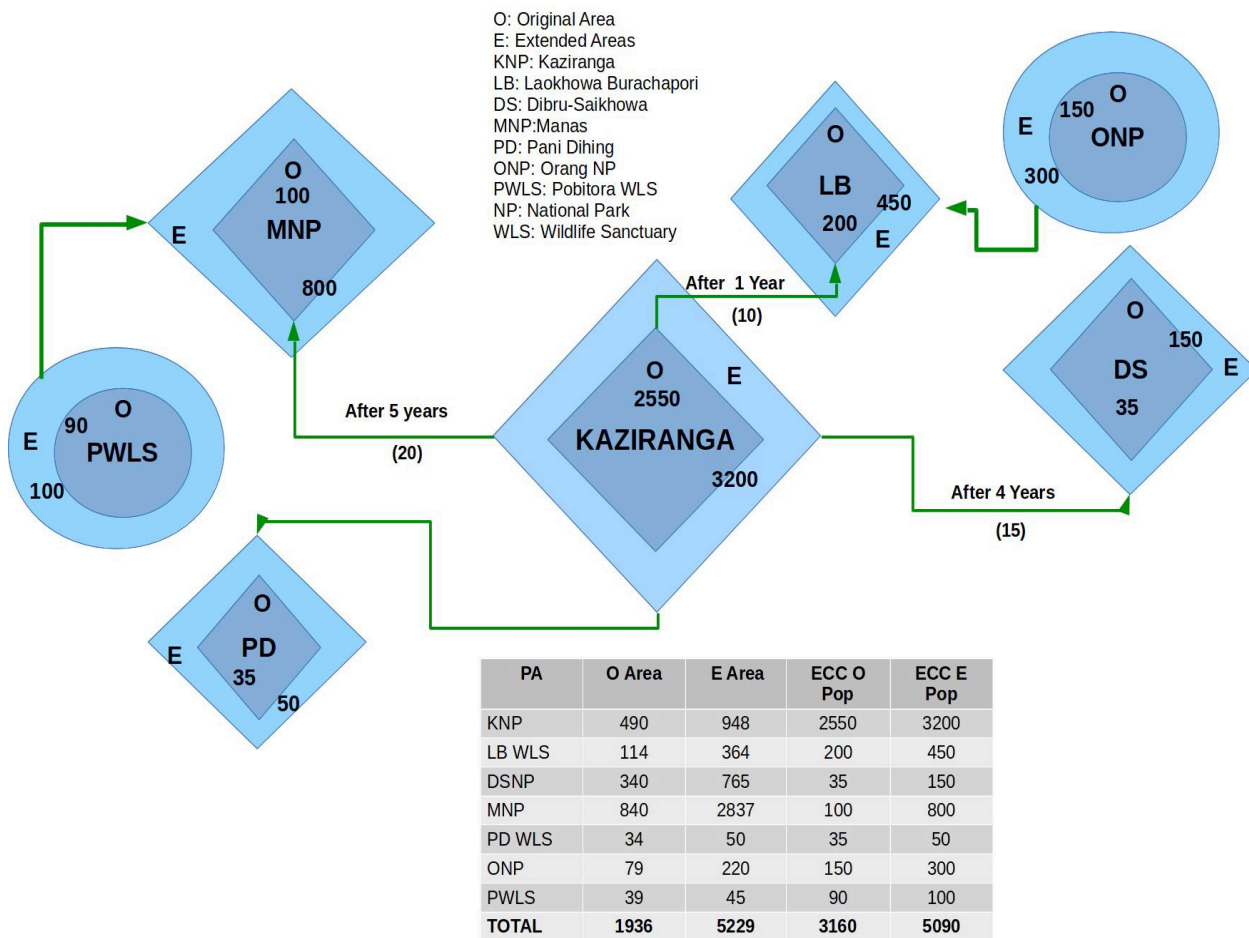 O: Original Area
E: Extended Areas
KNP: Kaziranga
LB: Laokhowa Burachapori
DS: Dibru-Saikhowa
MNP:Manas
PD: Pani Dihing
ONP: Orang NP
PWLS: Pobitora WLS
NP: National Park
WLS: Wildlife Sanctuary
O
100
MNP
E
800
O
LB
450
200
E
O
150
E
ONP
300
After 1 Year
(10)
O
150
E
DS
35
O
E
2550
KAZIRANGA
3200
After 5 years
(20)
After 4 Years
(15)
O
90
E
PWLS
100
O
E
PD
35
50
PA O Area E Area ECC O Pop ECC E Pop
KNP 490 948 2550 3200
LB WLS 114 364 200 450
DSNP 340 765 35 150
MNP 840 2837 100 800
PD WLS 34 50 35 50
ONP 79 220 150 300
PWLS 39 45 90 100
TOTAL 1936 5229 3160 5090